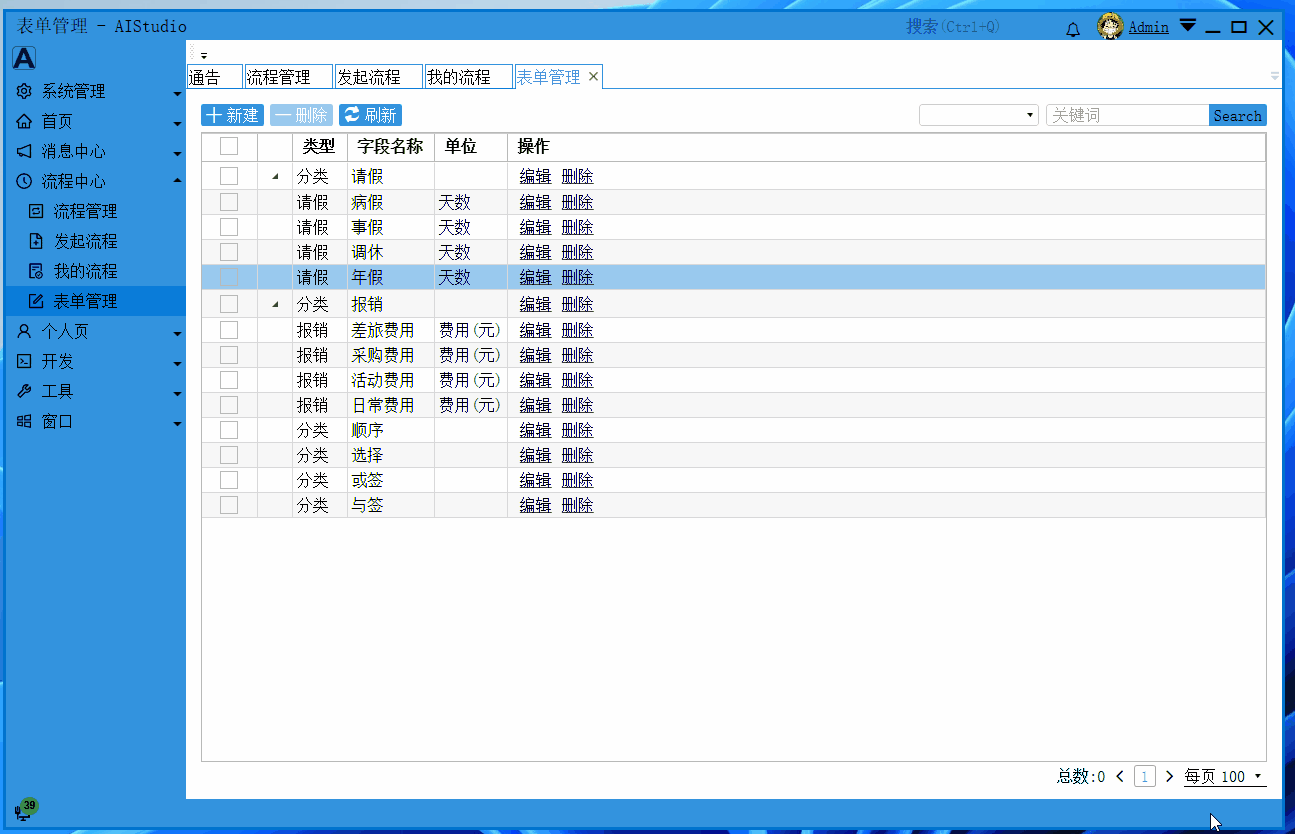 表单管理 - AIStudio
搜索(Ctrl+Q)
Admin
A
系统管理
首页
消息中心
流程中心
流程管理
发起流程
我的流程
表单管理
个人页
开发
工具
窗口
39
通告 流程管理 发起流程 我的流程 表单管理
新建 删除 刷新
关键词 Search
类型 字段名称 单位 操作
分类 请假 编辑 删除
请假 病假 天数 编辑 删除
请假 事假 天数 编辑 删除
请假 调休 天数 编辑 删除
请假 年假 天数 编辑 删除
分类 报销 编辑 删除
报销 差旅费用 费用(元) 编辑 删除
报销 采购费用 费用(元) 编辑 删除
报销 活动费用 费用(元) 编辑 删除
报销 日常费用 费用(元) 编辑 删除
分类 顺序 编辑 删除
分类 选择 编辑 删除
分类 或签 编辑 删除
分类 与签 编辑 删除
总数:0 1 每页 100